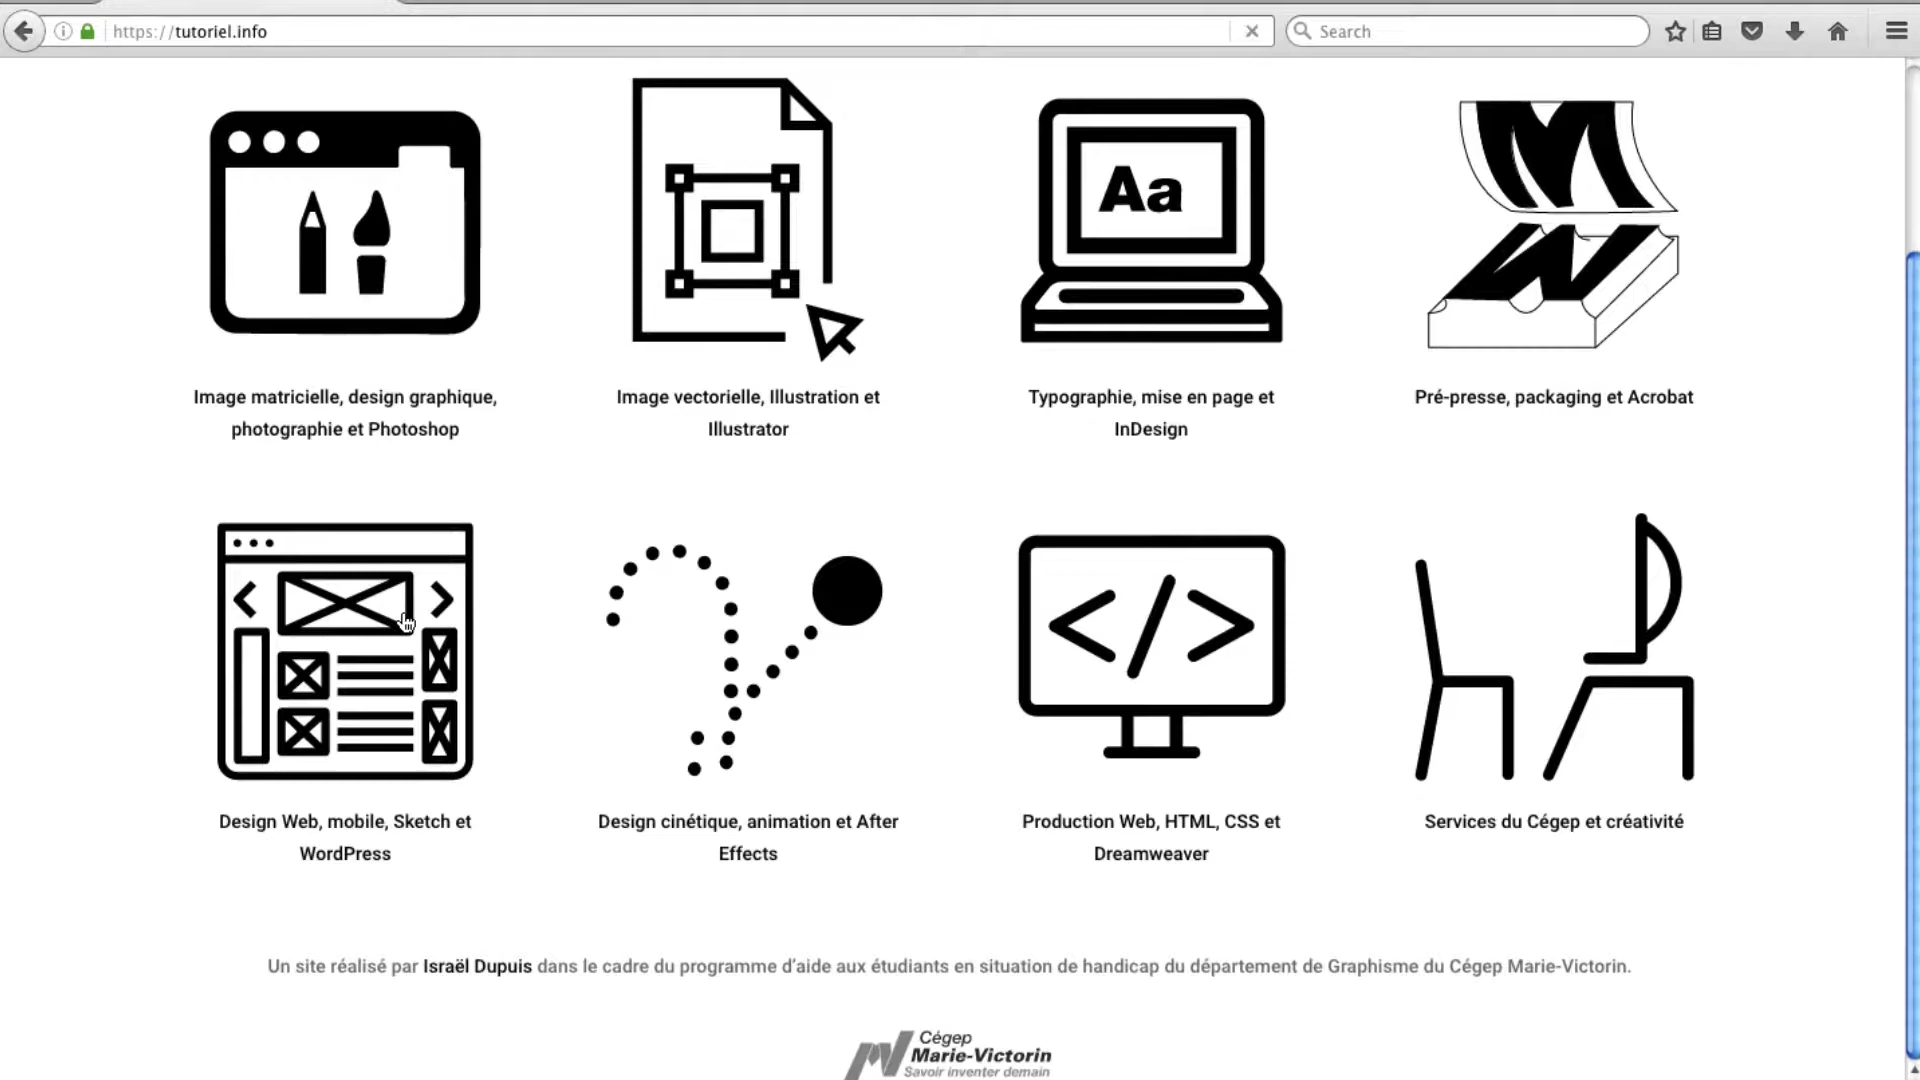 https://tutoriel.info
Search
Aa
M
Image matricielle, design graphique,
photographie et Photoshop
Image vectorielle, Illustration et
Illustrator
Typographie, mise en page et
InDesign
Pré-presse, packaging et Acrobat
Design Web, mobile, Sketch et
WordPress
Design cinétique, animation et After
Effects
</>
Production Web, HTML, CSS et
Dreamweaver
Services du Cégep et créativité
Un site réalisé par Israël Dupuis dans le cadre du programme d’aide aux étudiants en situation de handicap du département de Graphisme du Cégep Marie-Victorin.
Cégep
Marie-Victorin
Savoir inventer demain